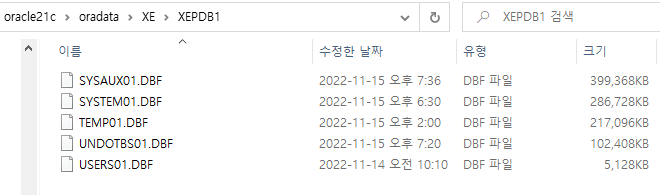 oracle21c > oradata > XE > XEPDB1
XEPDB1 검색
이름 수정한 날짜 유형 크기
SYSAUX01.DBF 2022-11-15 오후 7:36 DBF 파일 399,368KB
SYSTEM01.DBF 2022-11-15 오후 6:30 DBF 파일 286,728KB
TEMP01.DBF 2022-11-15 오후 2:00 DBF 파일 217,096KB
UNDOTBS01.DBF 2022-11-15 오후 7:20 DBF 파일 102,408KB
USERS01.DBF 2022-11-14 오전 10:10 DBF 파일 5,128KB